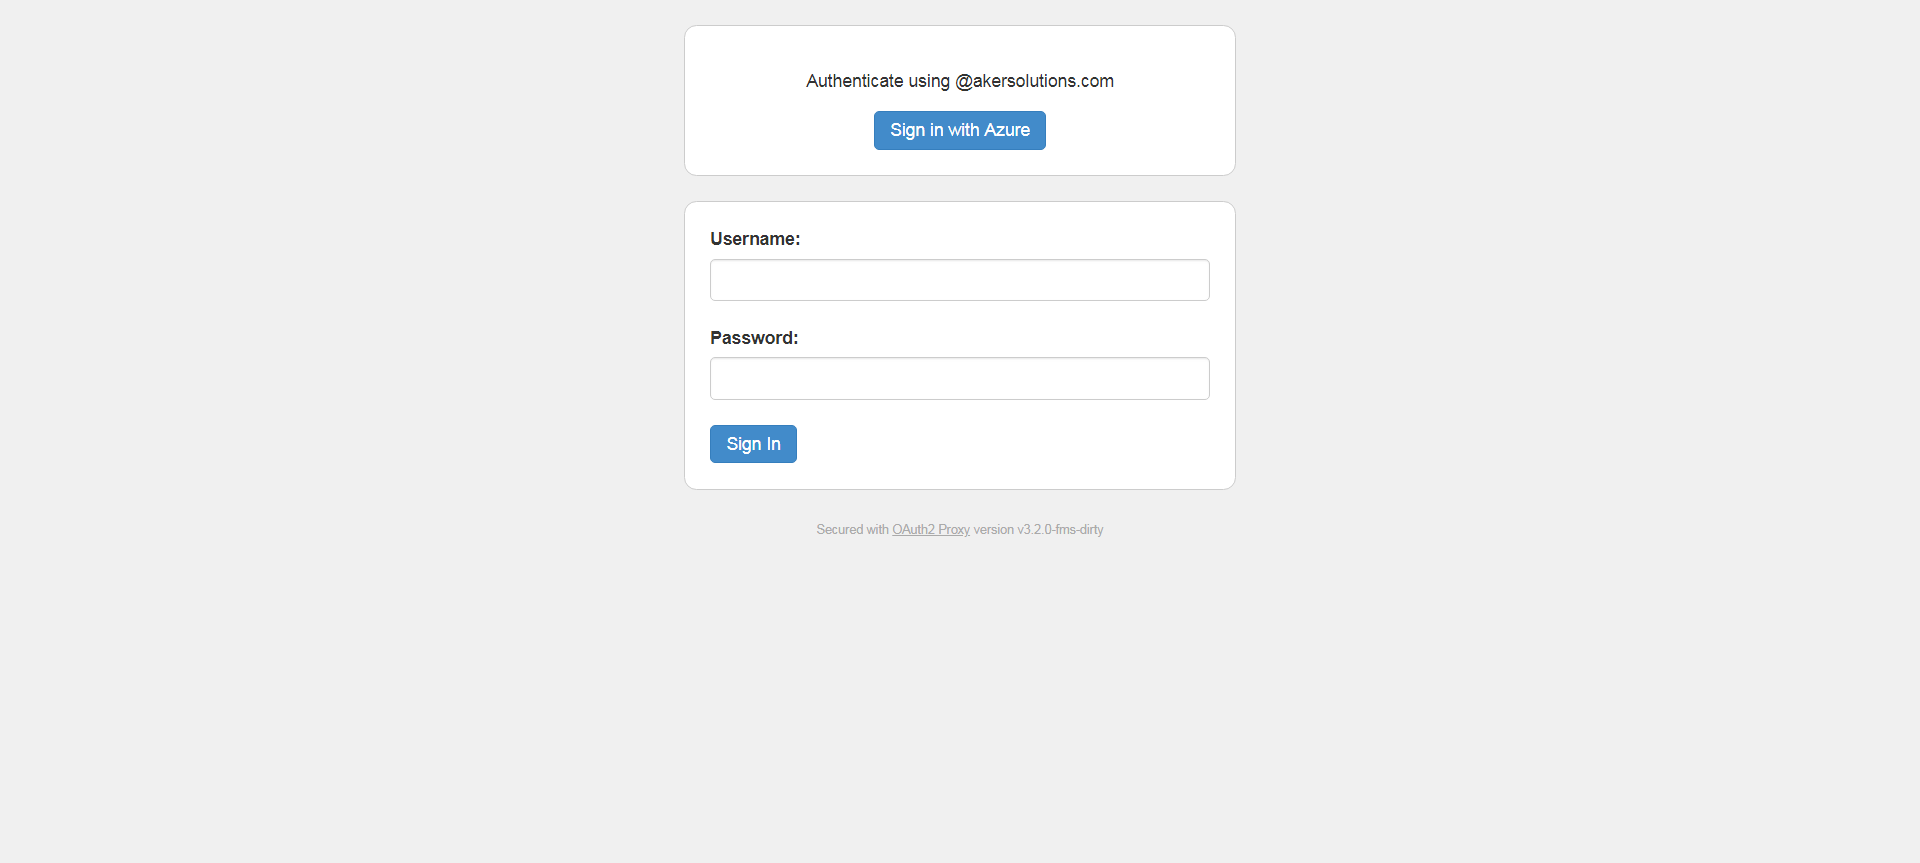 Authenticate using @akersolutions.com
Sign in with Azure
Username:
Password:
Sign In
Secured with OAuth2 Proxy version v3.2.0-fms-dirty